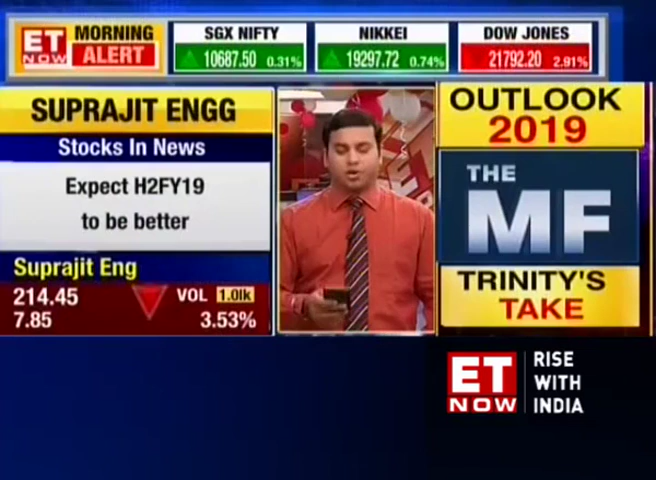 ET NOW
MORNING
ALERT
SGX NIFTY
10687.50 0.31%
NIKKEI
19297.72 0.74%
DOW JONES
21792.20 2.91%
SUPRAJIT ENGG
Stocks In News
Expect H2FY19
to be better
Suprajit Eng
214.45 VOL 1.0lk
7.85 3.53%
OUTLOOK
2019
THE
MF
TRINITY'S
TAKE
ET NOW
RISE
WITH
INDIA